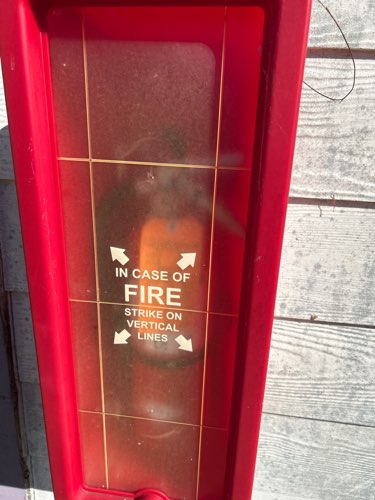 IN CASE OF
FIRE
STRIKE ON
VERTICAL
LINES